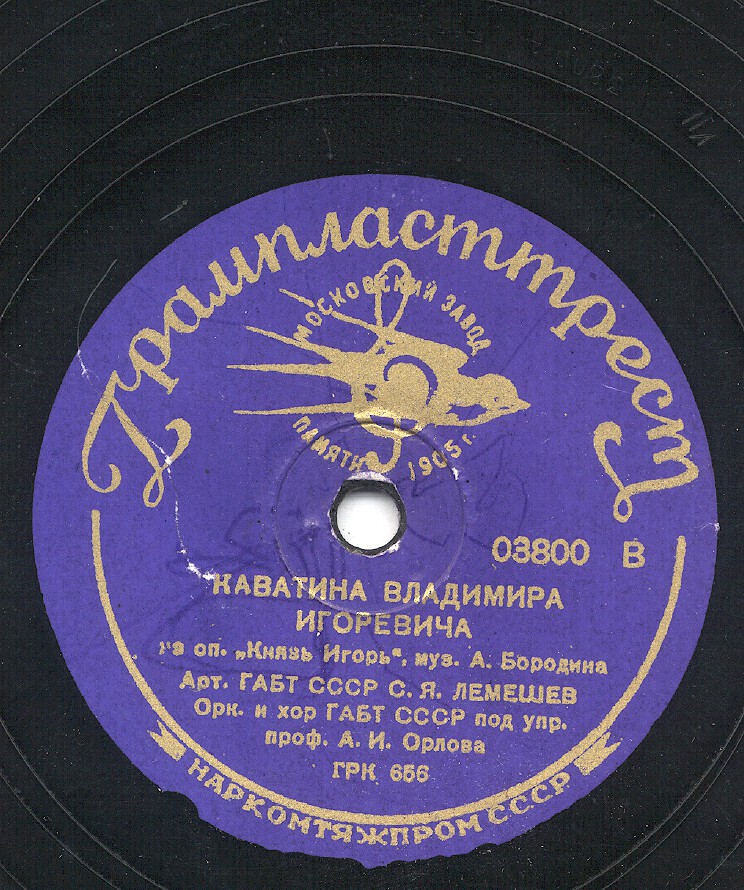 Грампласттрест
МОСКОВСКИЙ ЗАВОД
ПАМЯТИ 1905 г.
03800 В
КАВАТИНА ВЛАДИМИРА
ИГОРЕВИЧА
из оп. „Князь Игорь“, муз. А. Бородина
Арт. ГАБТ СССР С. Я. ЛЕМЕШЕВ
Орк. и хор ГАБТ СССР под упр.
проф. А. И. Орлова
ГРК 656
НАРКОМТЯЖПРОМ СССР